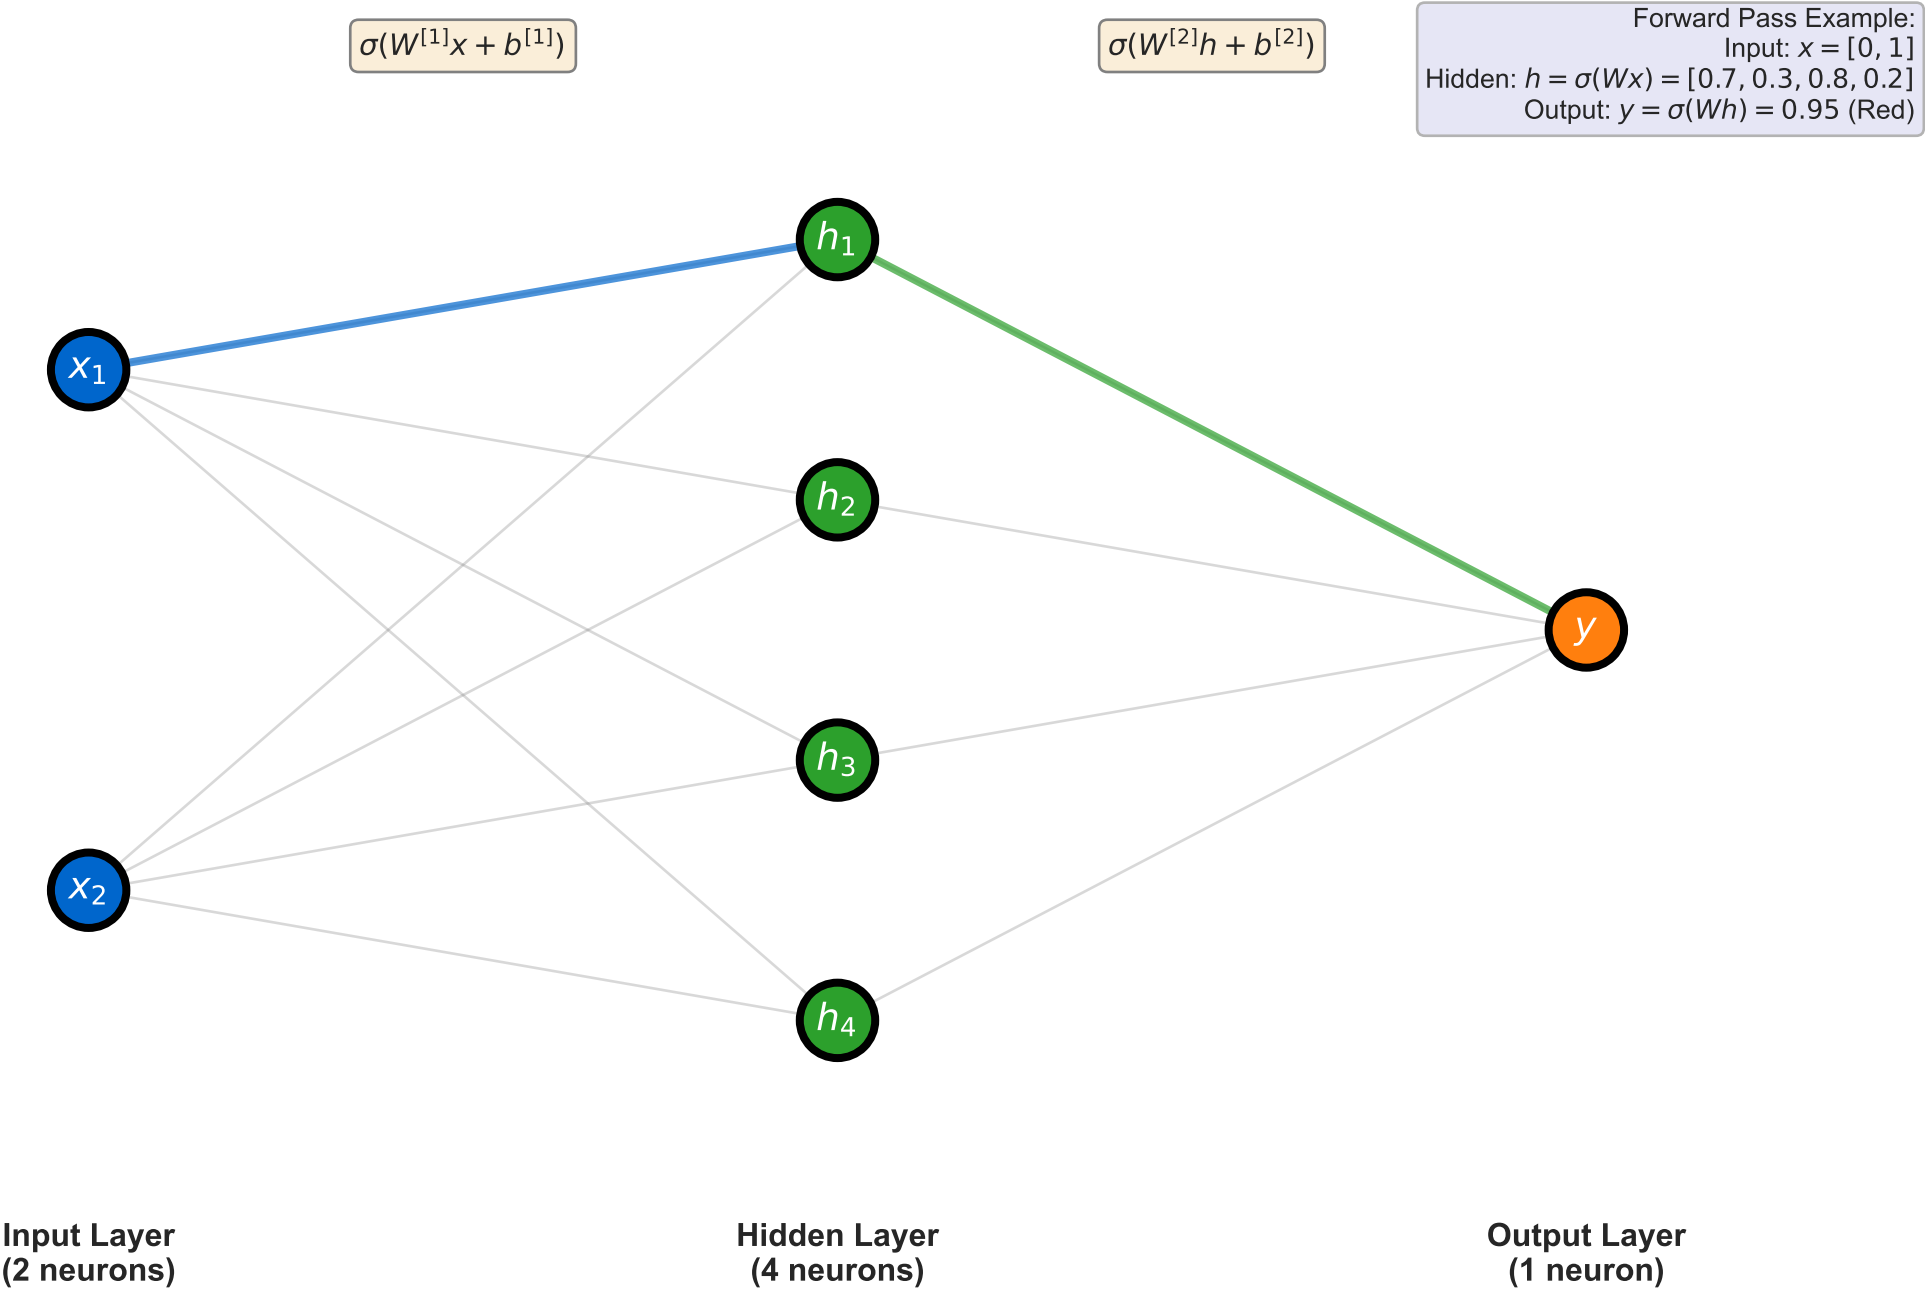 σ(W^[1]x + b^[1])
σ(W^[2]h + b^[2])
Forward Pass Example:
Input: x = [0, 1]
Hidden: h = σ(Wx) = [0.7, 0.3, 0.8, 0.2]
Output: y = σ(Wh) = 0.95 (Red)
h₁
x₁
h₂
y
h₃
x₂
h₄
Input Layer
(2 neurons)
Hidden Layer
(4 neurons)
Output Layer
(1 neuron)